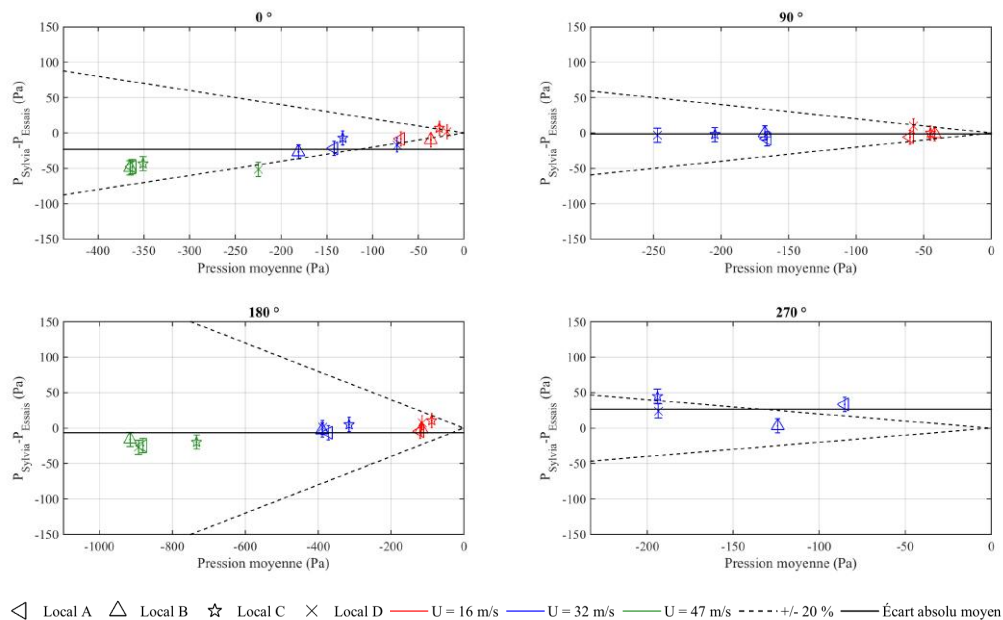 0 °
150
100
50
0
-50
-100
-150
P_Sylvia-P_Essais (Pa)
-400 -350 -300 -250 -200 -150 -100 -50 0
Pression moyenne (Pa)
90 °
150
100
50
0
-50
-100
-150
P_Sylvia-P_Essais (Pa)
-250 -200 -150 -100 -50 0
Pression moyenne (Pa)
180 °
150
100
50
0
-50
-100
-150
P_Sylvia-P_Essais (Pa)
-1000 -800 -600 -400 -200 0
Pression moyenne (Pa)
270 °
150
100
50
0
-50
-100
-150
P_Sylvia-P_Essais (Pa)
-200 -150 -100 -50 0
Pression moyenne (Pa)
Local A Local B Local C Local D U = 16 m/s U = 32 m/s U = 47 m/s +/- 20 % Écart absolu moyen